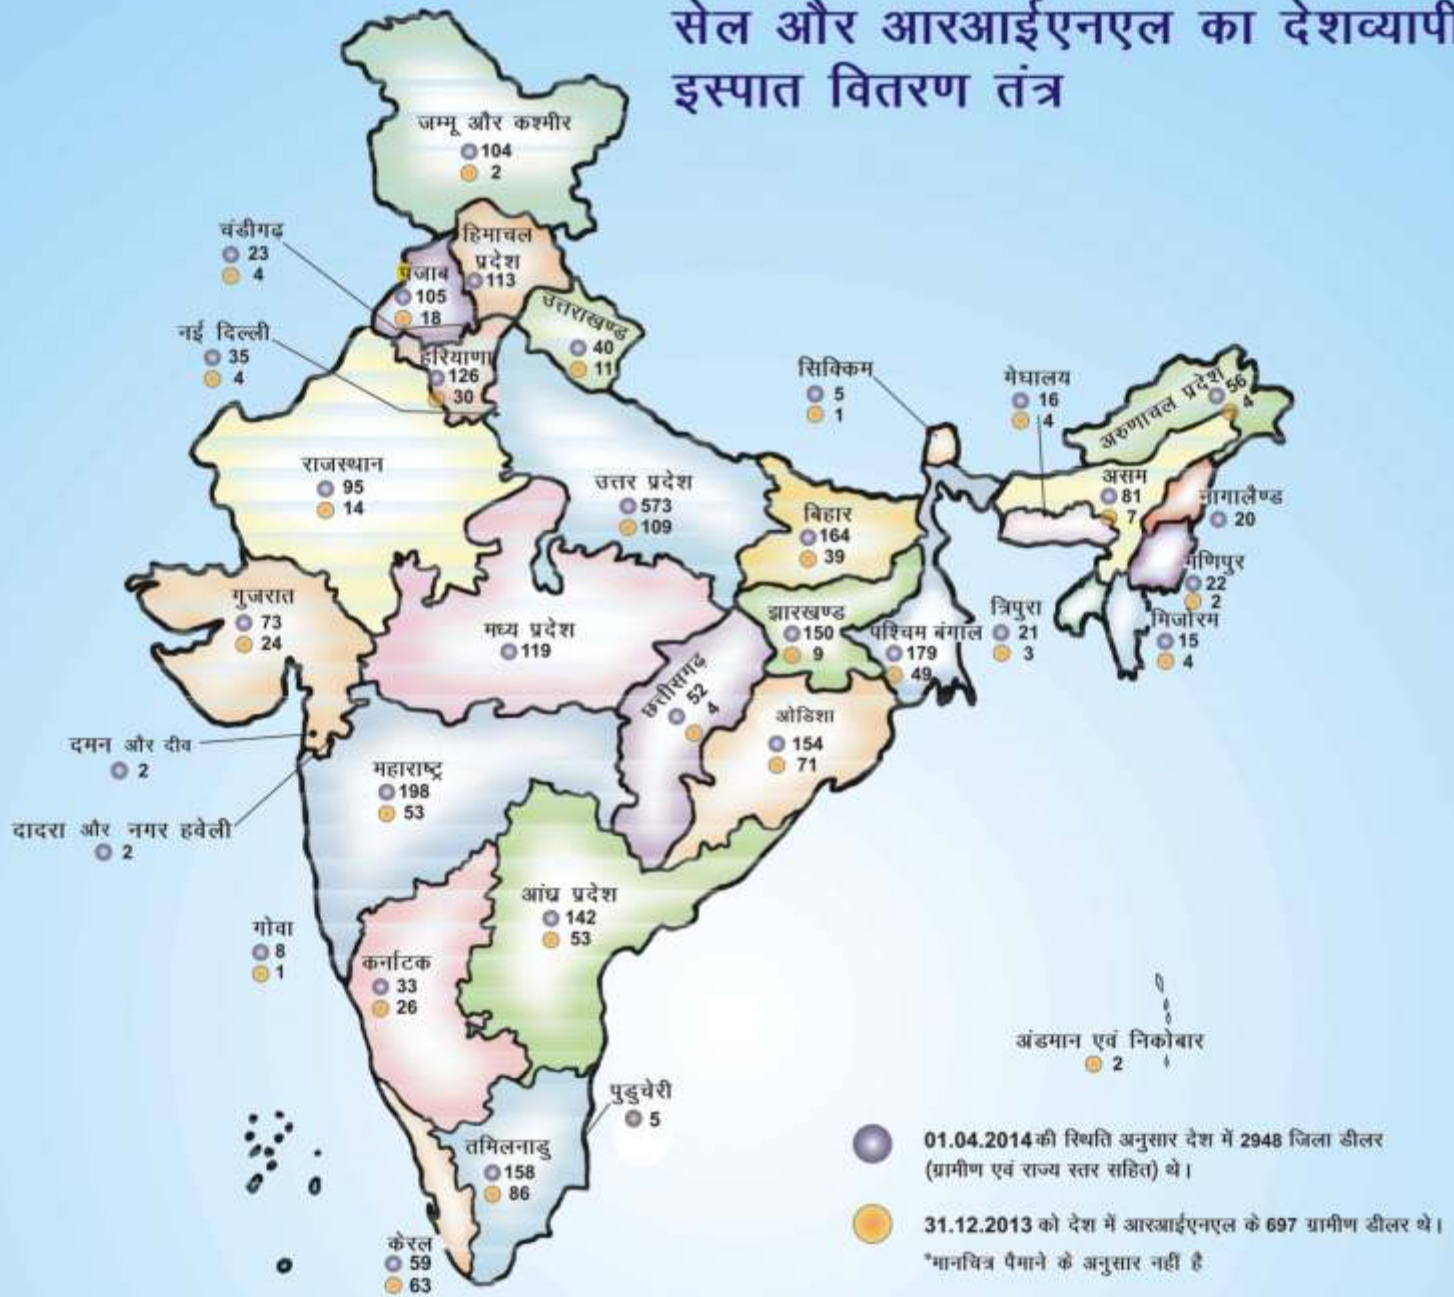 सेल और आरआईएनएल का देशव्यापी
इस्पात वितरण तंत्र
जम्मू और कश्मीर
104
2
चंडीगढ
23
4
हिमाचल
प्रदेश
113
पंजाब
105
18
उत्तराखण्ड
40
11
नई दिल्ली
35
4
हरियाणा
126
30
सिक्किम
5
1
मेघालय
16
4
अरुणाचल प्रदेश
56
4
राजस्थान
95
14
उत्तर प्रदेश
573
109
बिहार
164
39
असम
81
7
नागालैण्ड
20
मणिपुर
22
2
गुजरात
73
24
मध्य प्रदेश
119
झारखण्ड
150
9
पश्चिम बंगाल
179
49
त्रिपुरा
21
3
मिजोरम
15
4
छत्तीसगढ
52
4
ओडिशा
154
71
दमन और दीव
2
महाराष्ट्र
198
53
दादरा और नगर हवेली
2
आंध्र प्रदेश
142
53
गोवा
8
1
कर्नाटक
33
26
अंडमान एवं निकोबार
2
पुडुचेरी
5
तमिलनाडु
158
86
केरल
59
63
01.04.2014 की स्थिति अनुसार देश में 2948 जिला डीलर
(ग्रामीण एवं राज्य स्तर सहित) थे।
31.12.2013 को देश में आरआईएनएल के 697 ग्रामीण डीलर थे।
*मानचित्र पैमाने के अनुसार नहीं है